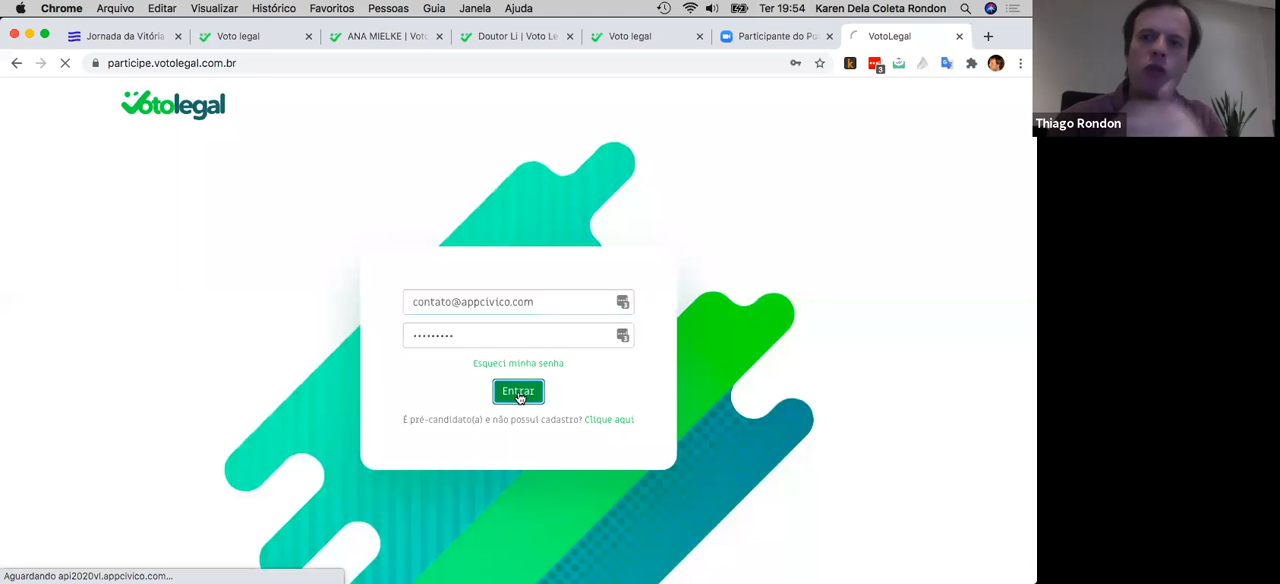 Chrome Arquivo Editar Visualizar Histórico Favoritos Pessoas Guia Janela Ajuda Ter 19:54 Karen Dela Coleta Rondon
Jornada da Vitória Voto legal ANA MIELKE | Vot Doutor Li | Voto Le Voto legal Participante do Po VotoLegal
participe.votolegal.com.br
3
Votolegal
Thiago Rondon
contato@appcivico.com
3
•••••••••
3
Esqueci minha senha
Entrar
É pré-candidato(a) e não possui cadastro? Clique aqui
Aguardando api2020vl.appcivico.com...